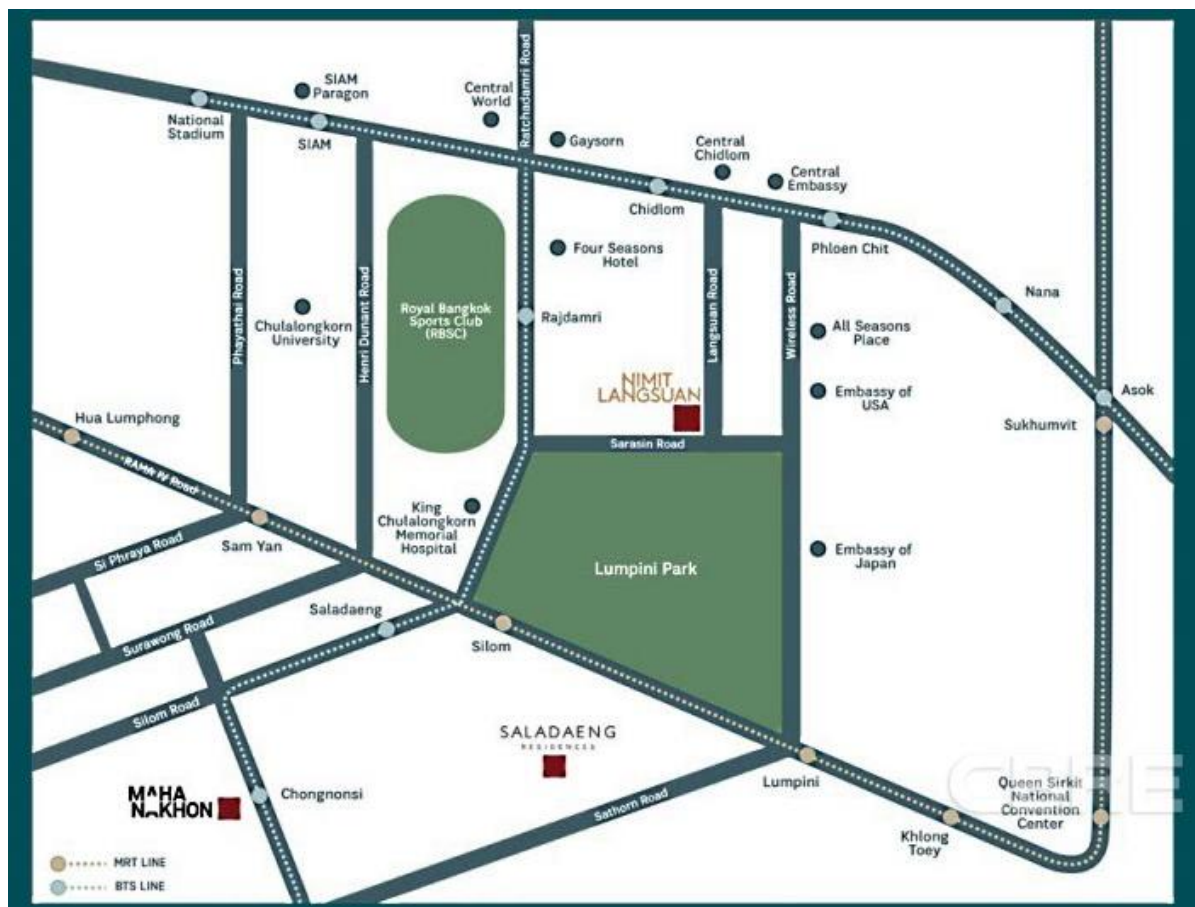 SIAM
Paragon
Central
World
Ratchadamri Road
National
Stadium
SIAM
Gaysorn
Central
Chidlom
Central
Embassy
Chidlom
Phloen Chit
Four Seasons
Hotel
Nana
Phayathai Road
Chulalongkorn
University
Henri Dunant Road
Royal Bangkok
Sports Club
(RBSC)
Rajdamri
Langsuan Road
Wireless Road
All Seasons
Place
NIMIT
LANGSUAN
Embassy of
USA
Asok
Sukhumvit
Hua Lumphong
Sarasin Road
RAMA IV Road
King
Chulalongkorn
Memorial
Hospital
Sam Yan
Si Phraya Road
Embassy of
Japan
Lumpini Park
Saladaeng
Surawong Road
Silom
Silom Road
SALADAENG
RESIDENCES
Lumpini
Queen Sirkit
National
Convention
Center
CBRE
MAHA
NAKHON
Chongnonsi
Sathorn Road
Khlong
Toey
MRT LINE
BTS LINE